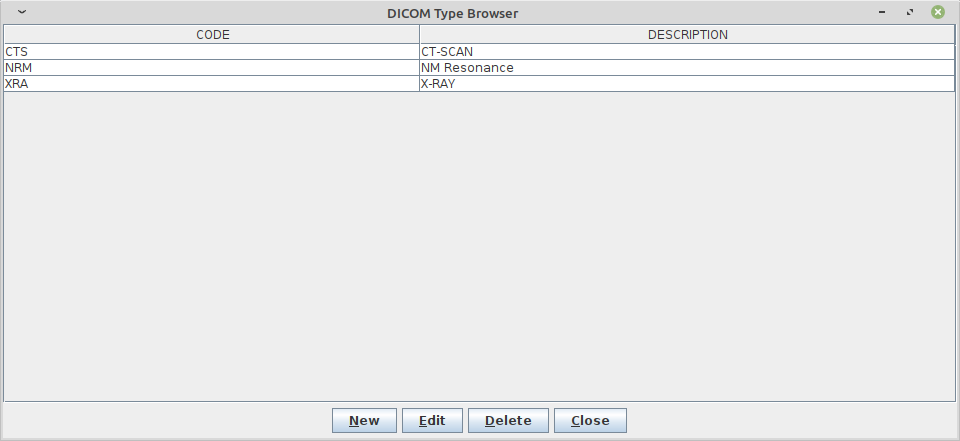 DICOM Type Browser
CODE DESCRIPTION
CTS CT-SCAN
NRM NM Resonance
XRA X-RAY
New Edit Delete Close